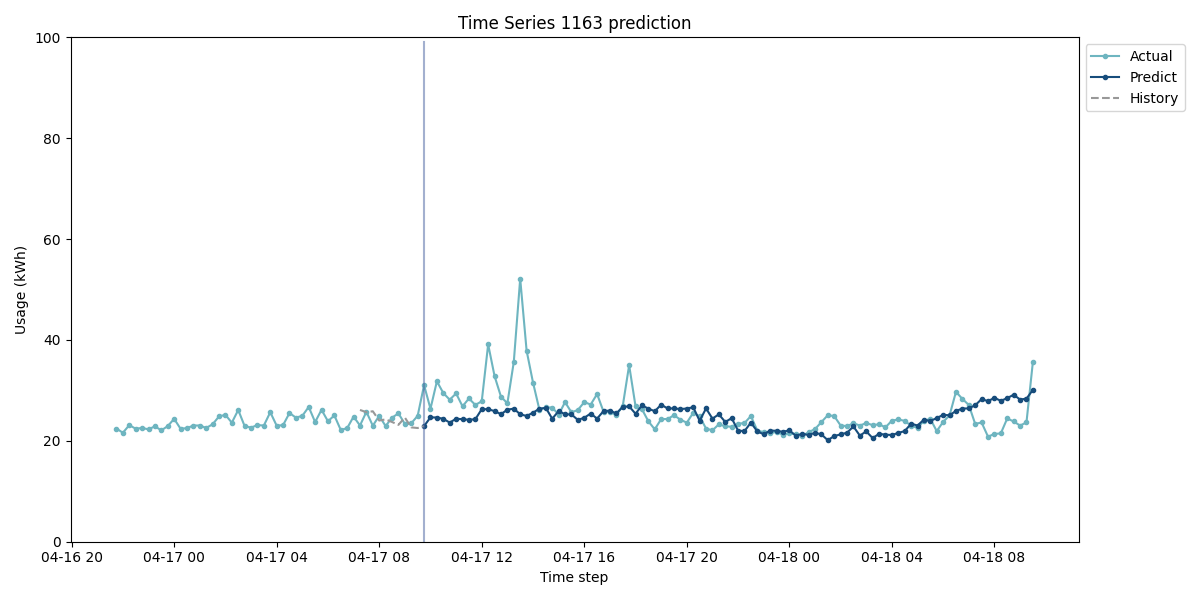 Time Series 1163 prediction
100
80
60
40
20
0
Usage (kWh)
04-16 20 04-17 00 04-17 04 04-17 08 04-17 12 04-17 16 04-17 20 04-18 00 04-18 04 04-18 08
Time step
Actual
Predict
History